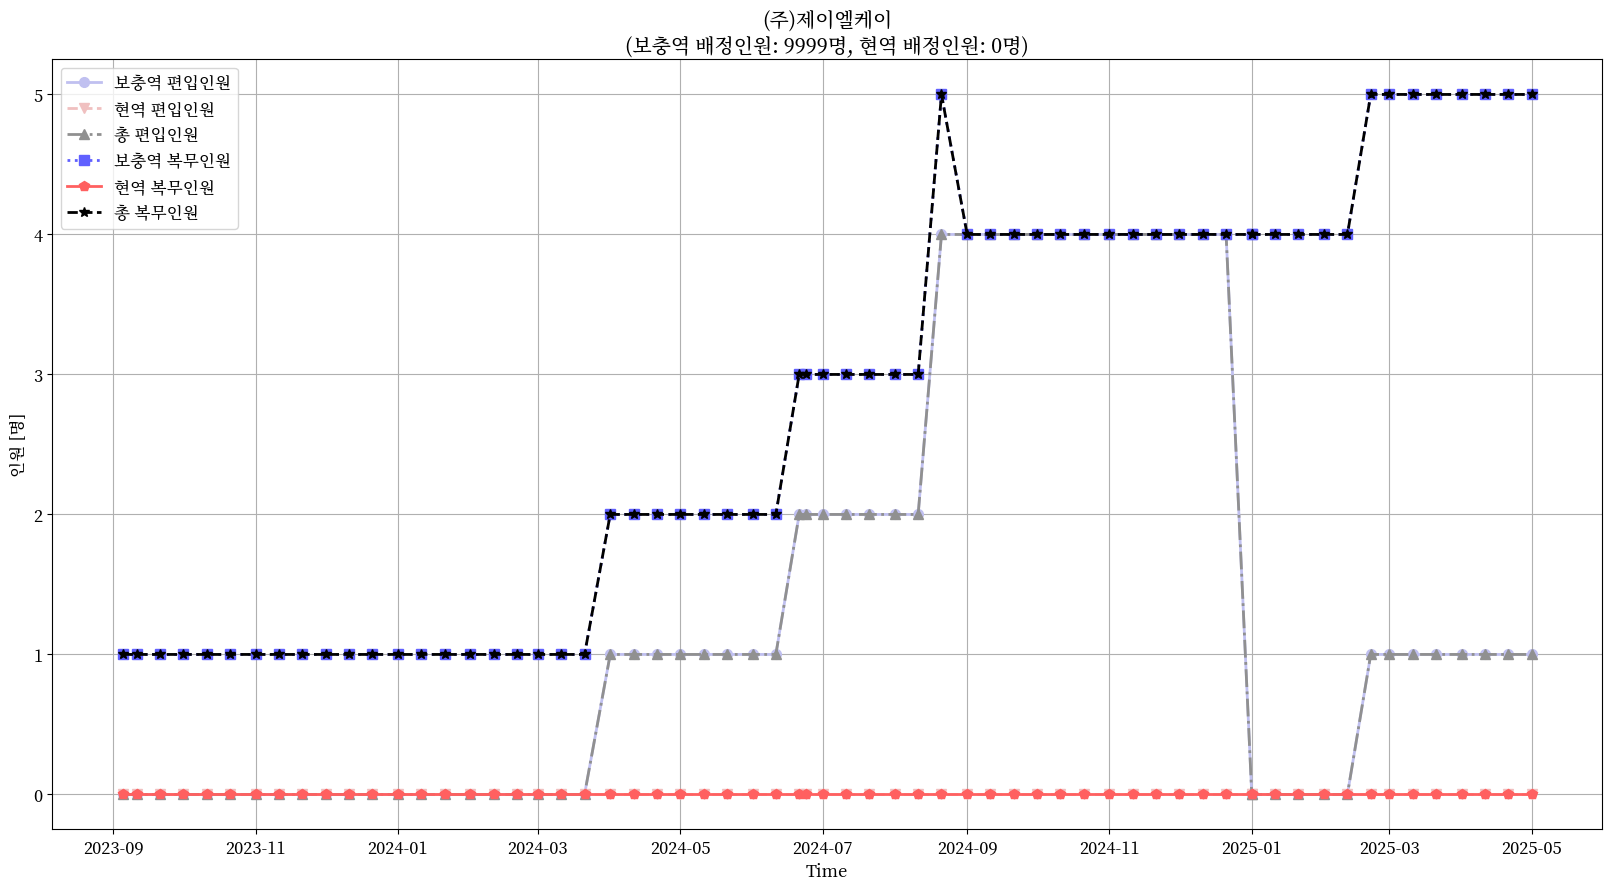 (주)제이엘케이
(보충역 배정인원: 9999명, 현역 배정인원: 0명)
보충역 편입인원
현역 편입인원
총 편입인원
보충역 복무인원
현역 복무인원
총 복무인원
인원 [명]
5
4
3
2
1
0
2023-09 2023-11 2024-01 2024-03 2024-05 2024-07 2024-09 2024-11 2025-01 2025-03 2025-05
Time